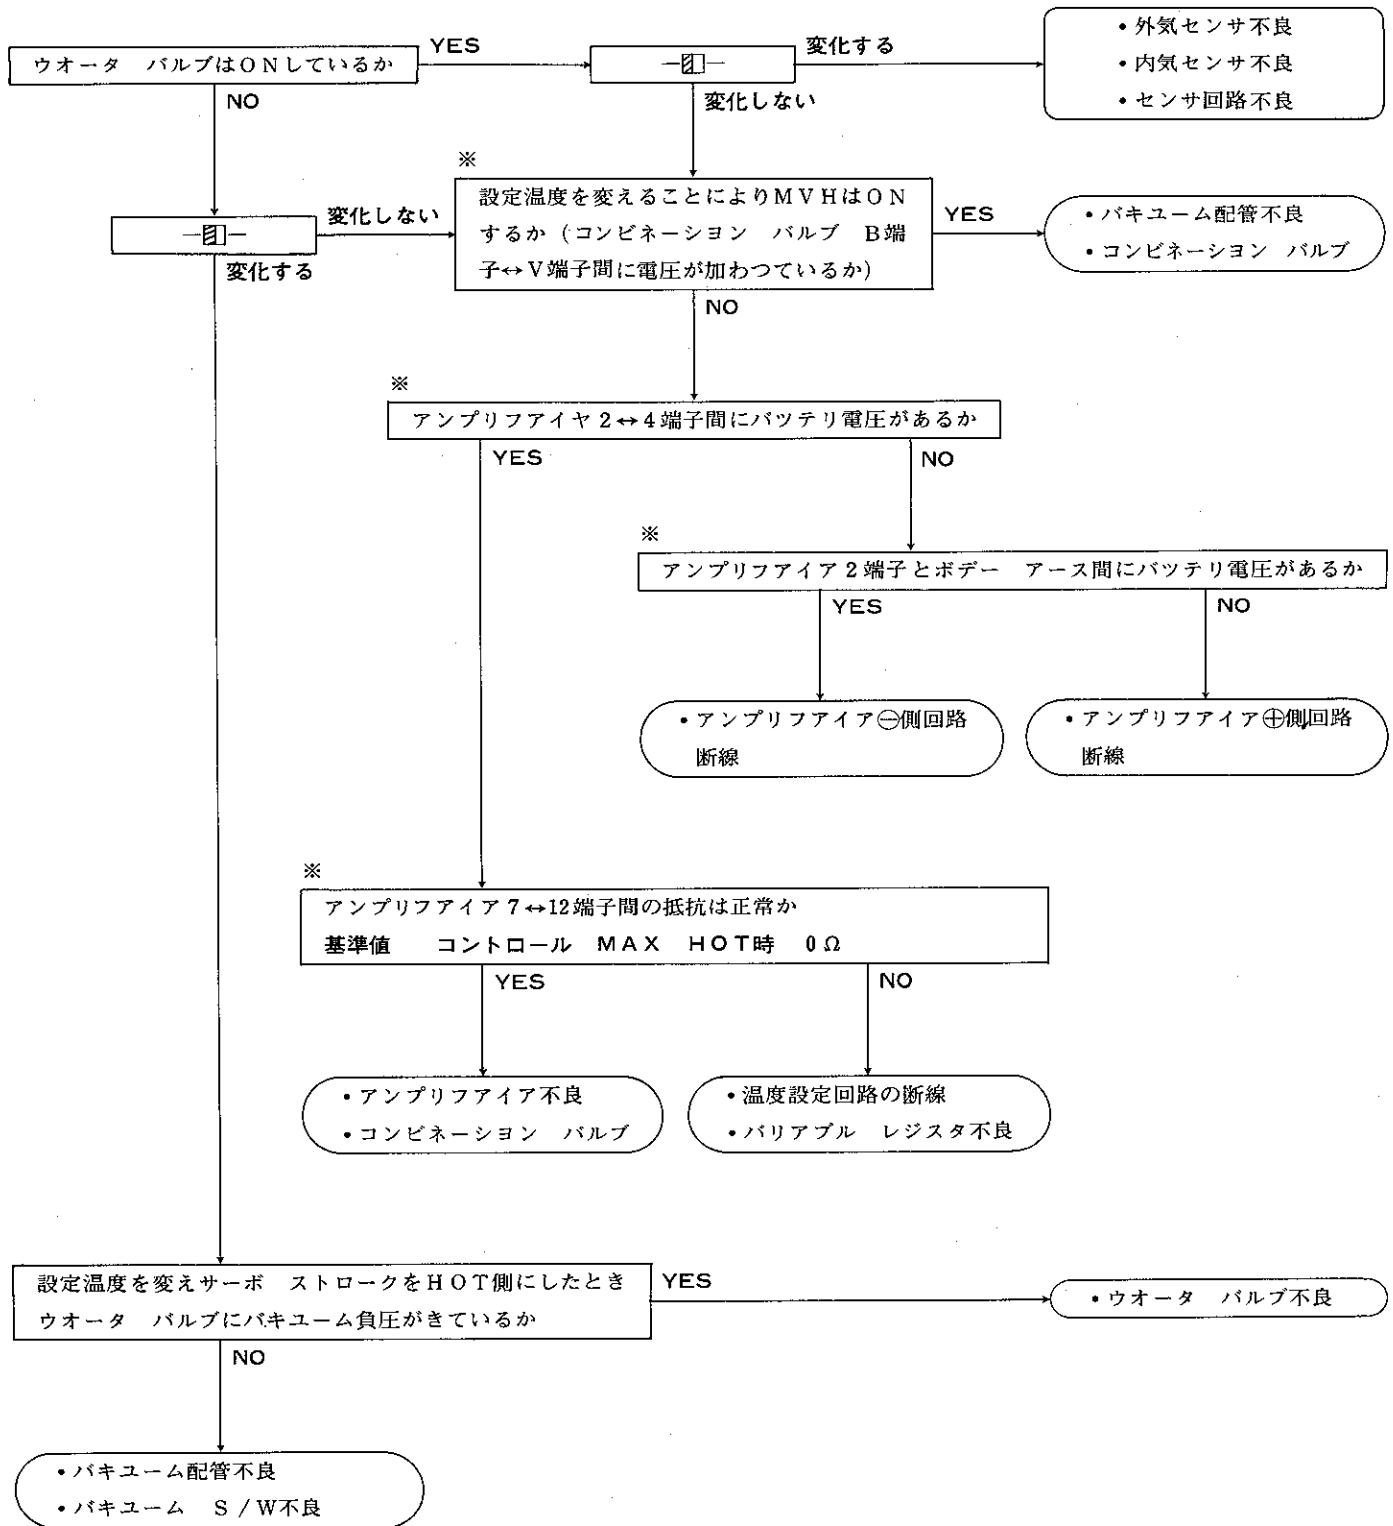 ウオータ バルブはONしているか
YES
変化する
・外気センサ不良
・内気センサ不良
・センサ回路不良
NO
変化しない
※
設定温度を変えることによりMVHはON
するか（コンビネーシヨン バルブ B端
子↔V端子間に電圧が加わつているか）
変化しない
変化する
YES
・バキユーム配管不良
・コンビネーシヨン バルブ
NO
※
アンプリフアイヤ2↔4端子間にバツテリ電圧があるか
YES
NO
※
アンプリフアイア2端子とボデー アース間にバツテリ電圧があるか
YES
NO
・アンプリフアイア㊀側回路
断線
・アンプリフアイア⊕側回路
断線
※
アンプリフアイア7↔12端子間の抵抗は正常か
基準値 コントロール MAX HOT時 0Ω
YES
NO
・アンプリフアイア不良
・コンビネーシヨン バルブ
・温度設定回路の断線
・バリアブル レジスタ不良
設定温度を変えサーボ ストロークをHOT側にしたとき
ウオータ バルブにバキユーム負圧がきているか
YES
・ウオータ バルブ不良
NO
・バキユーム配管不良
・バキユーム S/W不良